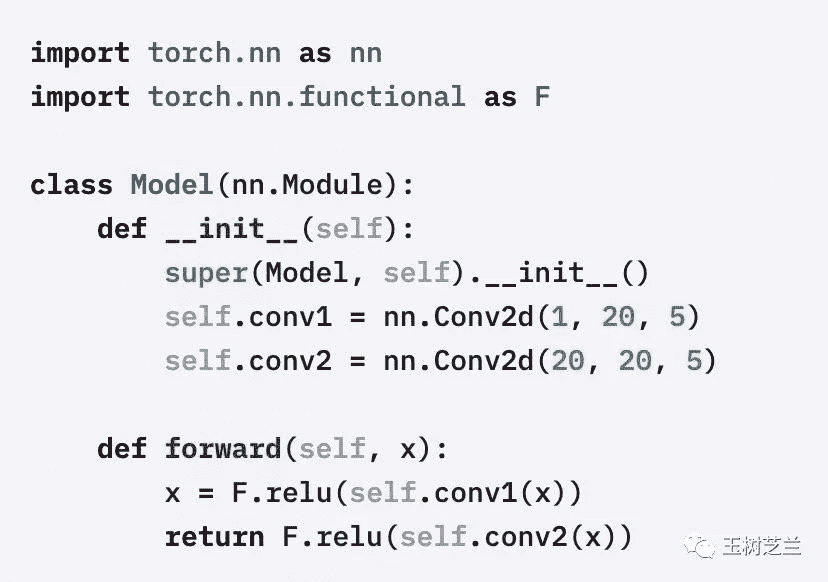 import torch.nn as nn
import torch.nn.functional as F

class Model(nn.Module):
    def __init__(self):
        super(Model, self).__init__()
        self.conv1 = nn.Conv2d(1, 20, 5)
        self.conv2 = nn.Conv2d(20, 20, 5)

    def forward(self, x):
        x = F.relu(self.conv1(x))
        return F.relu(self.conv2(x))
玉树芝兰